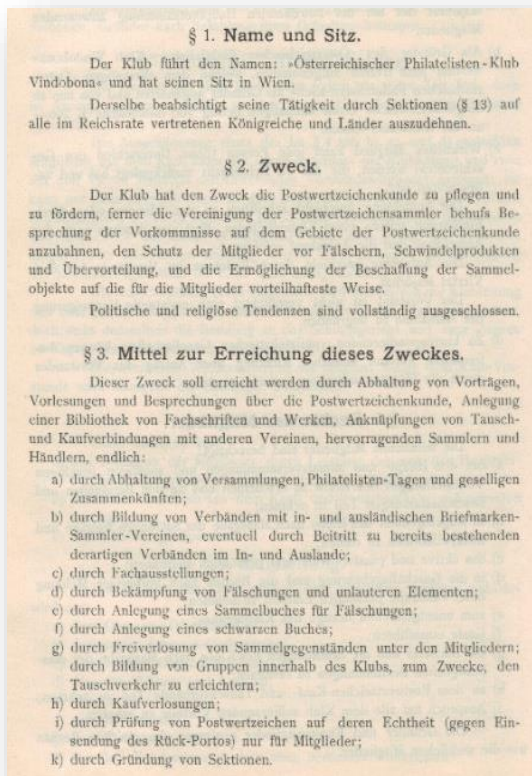 § 1. Name und Sitz.
Der Klub führt den Namen: »Österreichischer Philatelisten-Klub
Vindobona« und hat seinen Sitz in Wien.
Derselbe beabsichtigt seine Tätigkeit durch Sektionen (§ 13) auf
alle im Reichsrate vertretenen Königreiche und Länder auszudehnen.
§ 2. Zweck.
Der Klub hat den Zweck die Postwertzeichenkunde zu pflegen und
zu fördern, ferner die Vereinigung der Postwertzeichensammler behufs Be-
sprechung der Vorkommnisse auf dem Gebiete der Postwertzeichenkunde
anzubahnen, den Schutz der Mitglieder vor Fälschern, Schwindelprodukten
und Übervorteilung, und die Ermöglichung der Beschaffung der Sammel-
objekte auf die für die Mitglieder vorteilhafteste Weise.
Politische und religiöse Tendenzen sind vollständig ausgeschlossen.
§ 3. Mittel zur Erreichung dieses Zweckes.
Dieser Zweck soll erreicht werden durch Abhaltung von Vorträgen,
Vorlesungen und Besprechungen über die Postwertzeichenkunde, Anlegung
einer Bibliothek von Fachschriften und Werken, Anknüpfungen von Tausch-
und Kaufverbindungen mit anderen Vereinen, hervorragenden Sammlern und
Händlern, endlich:
a) durch Abhaltung von Versammlungen, Philatelisten-Tagen und geselligen
Zusammenkünften;
b) durch Bildung von Verbänden mit in- und ausländischen Briefmarken-
Sammler-Vereinen, eventuell durch Beitritt zu bereits bestehenden
derartigen Verbänden im In- und Auslande;
c) durch Fachausstellungen;
d) durch Bekämpfung von Fälschungen und unlauteren Elementen;
e) durch Anlegung eines Sammelbuches für Fälschungen;
f) durch Anlegung eines schwarzen Buches;
g) durch Freiverlosung von Sammelgegenständen unter den Mitgliedern;
durch Bildung von Gruppen innerhalb des Klubs, zum Zwecke, den
Tauschverkehr zu erleichtern;
h) durch Kaufverlosungen;
i) durch Prüfung von Postwertzeichen auf deren Echtheit (gegen Ein-
sendung des Rück-Portos) nur für Mitglieder;
k) durch Gründung von Sektionen.